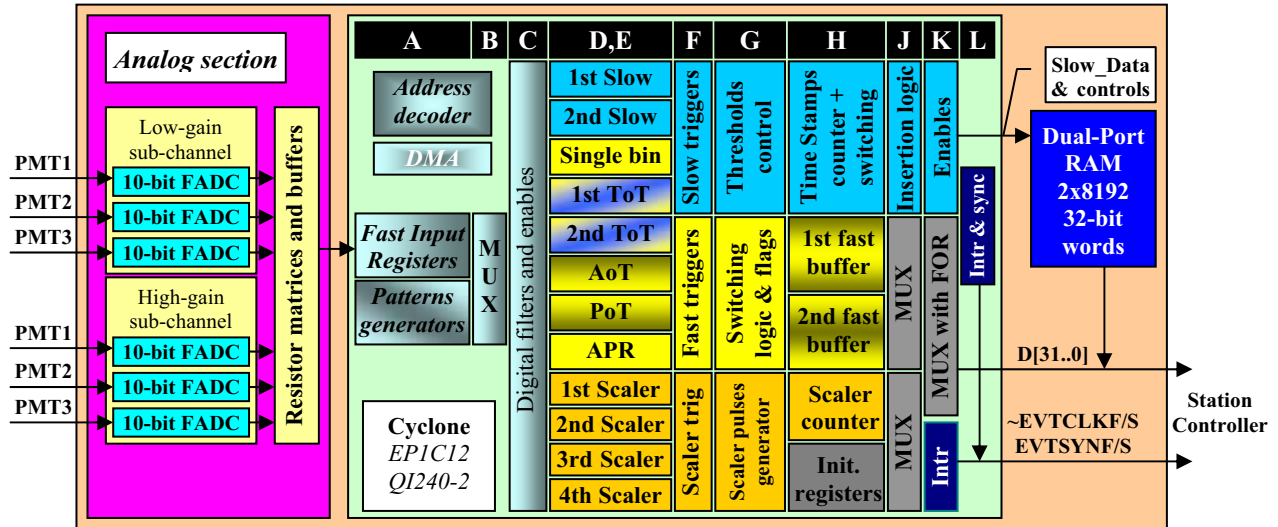 Analog section
Low-gain
sub-channel
PMT1
10-bit FADC
PMT2
10-bit FADC
PMT3
10-bit FADC
High-gain
sub-channel
PMT1
10-bit FADC
PMT2
10-bit FADC
PMT3
10-bit FADC
Resistor matrices and buffers
A
B
C
D,E
F
G
H
J
K
L
Address
decoder
DMA
Fast Input
Registers
Patterns
generators
Cyclone
EP1C12
QI240-2
MUX
Digital filters and enables
1st Slow
2nd Slow
Single bin
1st ToT
2nd ToT
AoT
PoT
APR
1st Scaler
2nd Scaler
3rd Scaler
4th Scaler
Slow triggers
Fast triggers
Scaler trig
Thresholds
control
Switching
logic & flags
Scaler pulses
generator
Time Stamps
counter +
switching
1st fast
buffer
2nd fast
buffer
Scaler
counter
Init.
registers
Insertion logic
MUX
MUX
Enables
MUX with FOR
Intr
Intr & sync
Slow_Data
& controls
Dual-Port
RAM
2x8192
32-bit
words
D[31..0]
~EVTCLKF/S
EVTSYNF/S
Station
Controller